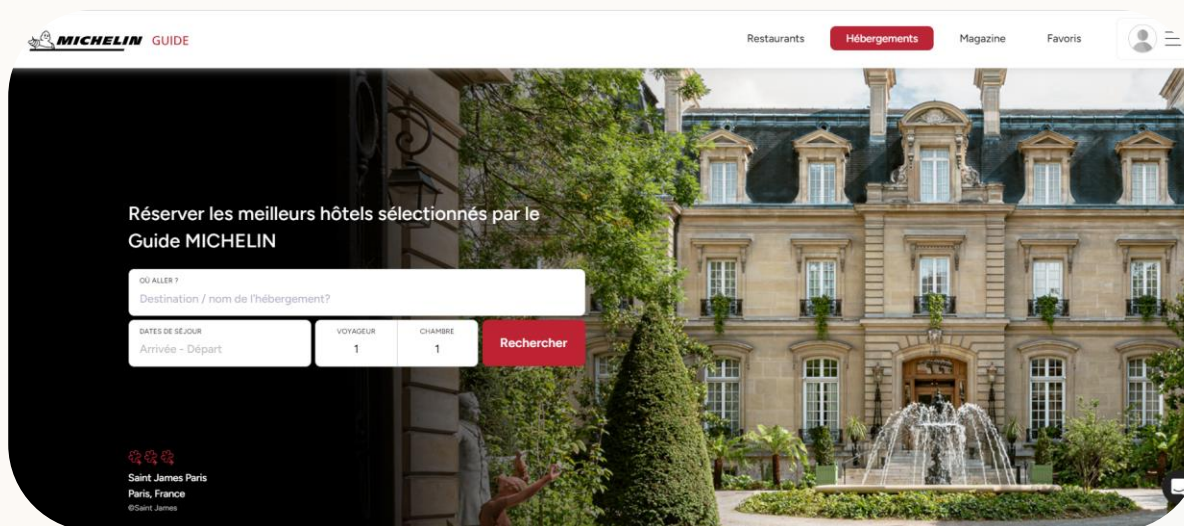 MICHELIN GUIDE
Restaurants
Hébergements
Magazine
Favoris
Réserver les meilleurs hôtels sélectionnés par le
Guide MICHELIN
OÙ ALLER ?
Destination / nom de l'hébergement?
DATES DE SÉJOUR
Arrivée - Départ
VOYAGEUR
1
CHAMBRE
1
Rechercher
Saint James Paris
Paris, France
©Saint James